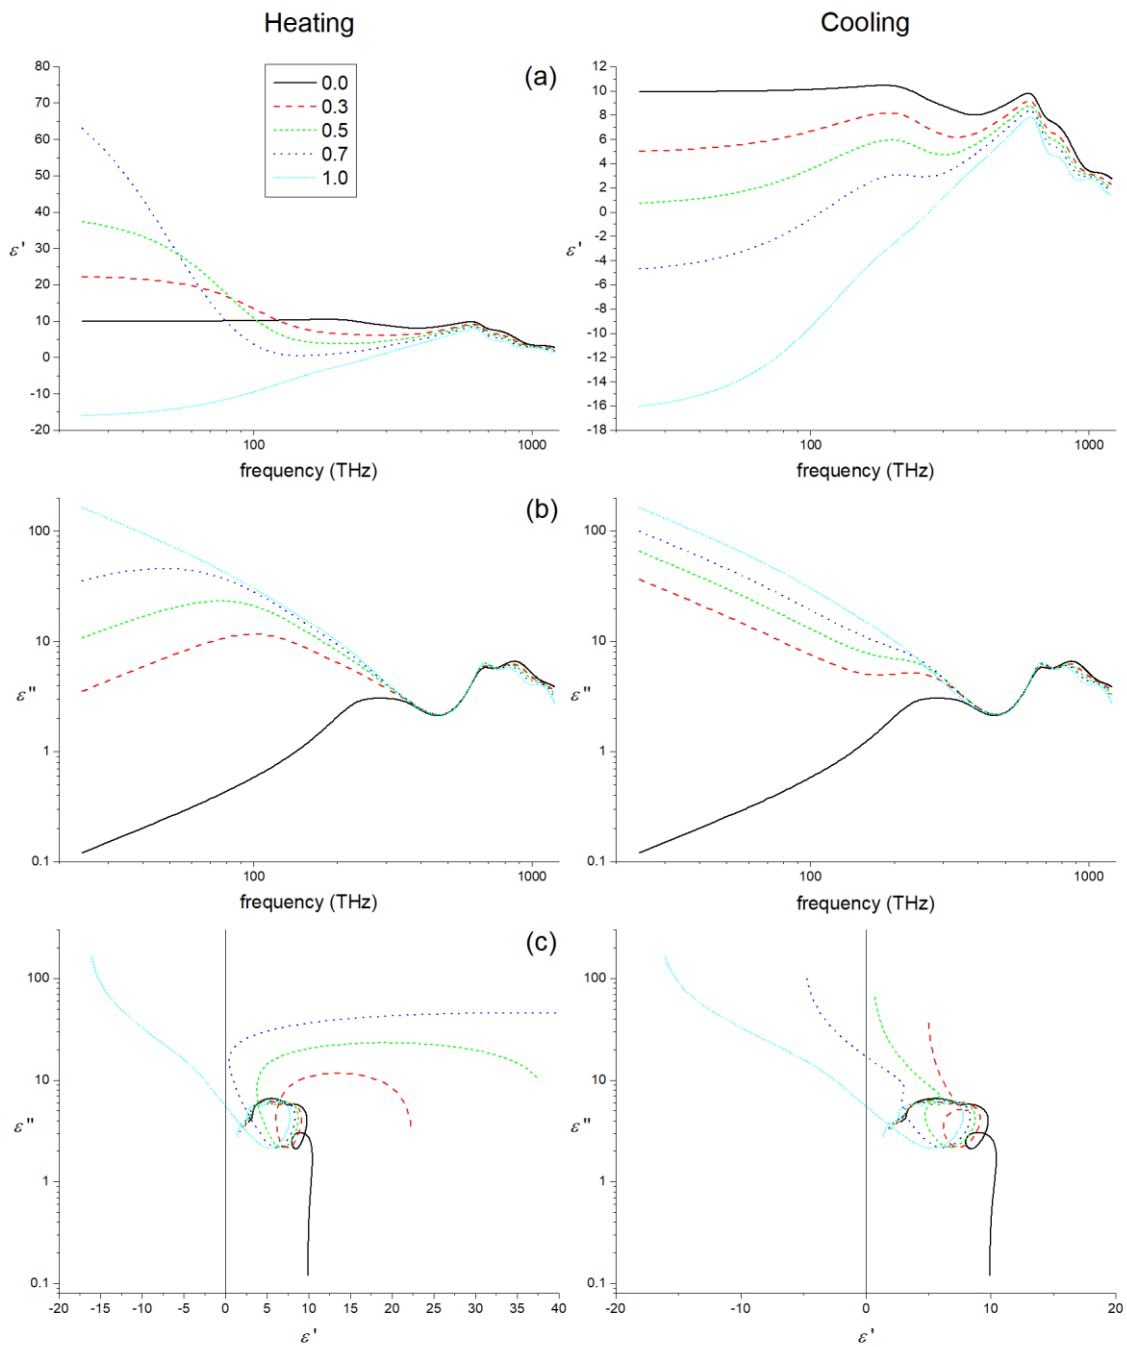 Heating
Cooling
(a)
0.0
0.3
0.5
0.7
1.0
80
70
60
50
40
30
20
10
0
-10
-20
ε'
100
1000
frequency (THz)
12
10
8
6
4
2
0
-2
-4
-6
-8
-10
-12
-14
-16
-18
ε'
100
1000
frequency (THz)
(b)
100
10
1
0.1
ε''
100
1000
frequency (THz)
100
10
1
0.1
ε''
100
1000
frequency (THz)
(c)
100
10
1
0.1
ε''
-20 -15 -10 -5 0 5 10 15 20 25 30 35 40
ε'
100
10
1
0.1
ε''
-20 -10 0 10 20
ε'